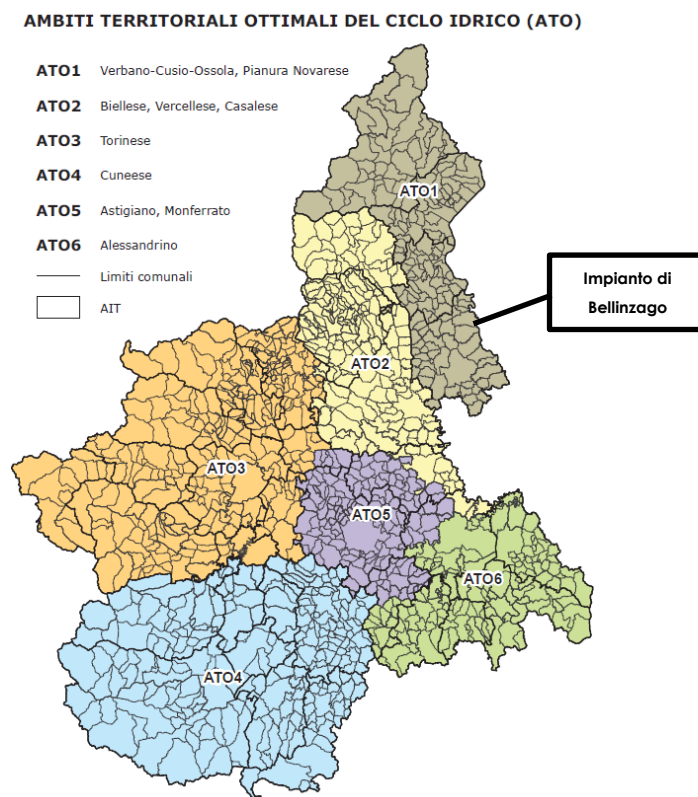 AMBITI TERRITORIALI OTTIMALI DEL CICLO IDRICO (ATO)
ATO1 Verbano-Cusio-Ossola, Pianura Novarese
ATO2 Biellese, Vercellese, Casalese
ATO3 Torinese
ATO4 Cuneese
ATO5 Astigiano, Monferrato
ATO6 Alessandrino
Limiti comunali
AIT
ATO1
Impianto di
Bellinzago
ATO2
ATO3
ATO5
ATO6
ATO4